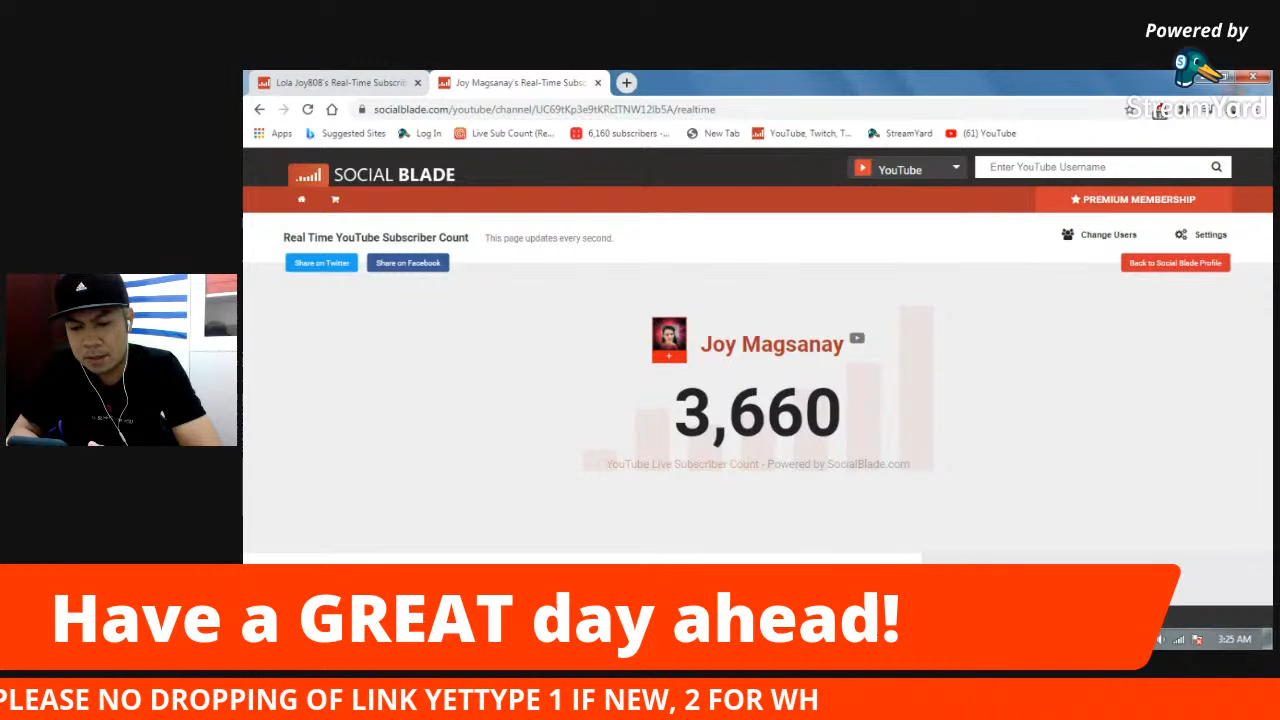 Powered by
StreamYard
Lola Joy808's Real-Time Subscrib
Joy Magsanay's Real-Time Subsc
socialblade.com/youtube/channel/UC69tKp3e9tKRcITNW12Ib5A/realtime
Apps Suggested Sites Log In Live Sub Count (Re... 6,160 subscribers -... New Tab YouTube, Twitch, T... StreamYard (61) YouTube
SOCIAL BLADE
YouTube
Enter YouTube Username
PREMIUM MEMBERSHIP
Real Time YouTube Subscriber Count This page updates every second.
Change Users Settings
Share on Twitter Share on Facebook
Back to Social Blade Profile
Joy Magsanay
3,660
YouTube Live Subscriber Count - Powered by SocialBlade.com
Have a GREAT day ahead!
3:25 AM
PLEASE NO DROPPING OF LINK YETTYPE 1 IF NEW, 2 FOR WH